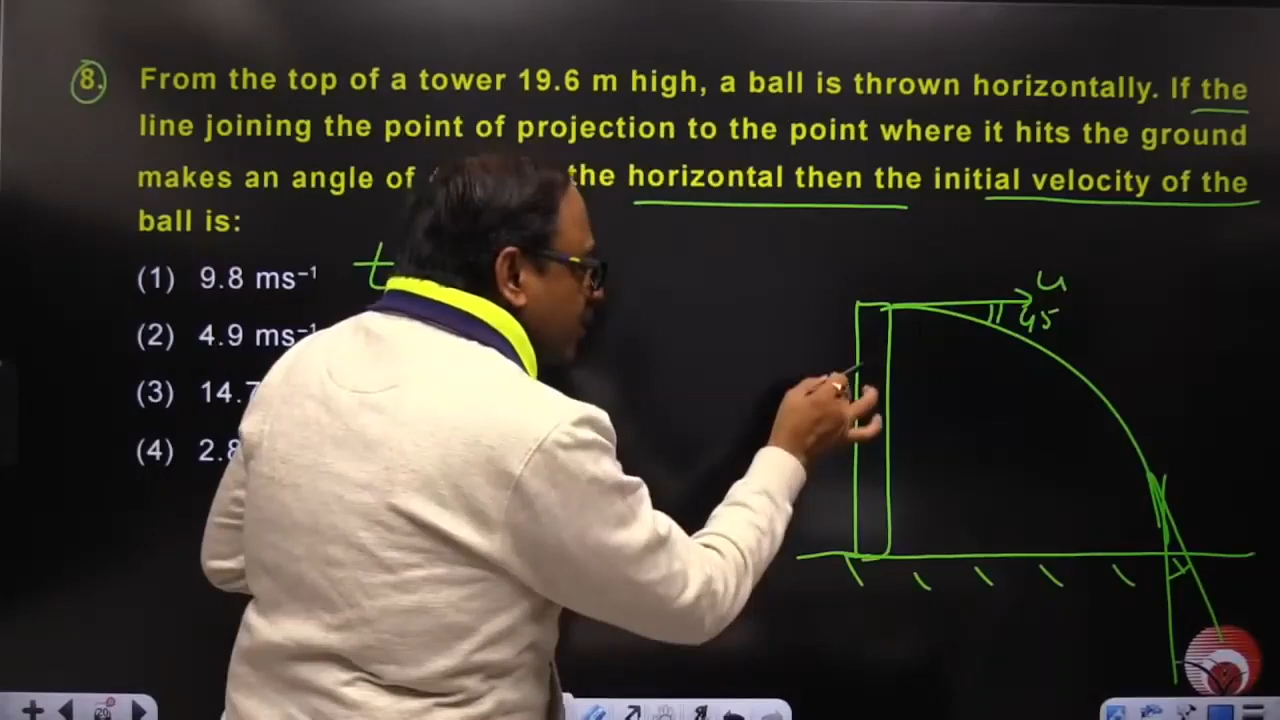 8. From the top of a tower 19.6 m high, a ball is thrown horizontally. If the
line joining the point of projection to the point where it hits the ground
makes an angle of the horizontal then the initial velocity of the
ball is:
(1) 9.8 ms⁻¹
(2) 4.9 ms⁻¹
(3) 14.7
(4) 2.8
t
u
45